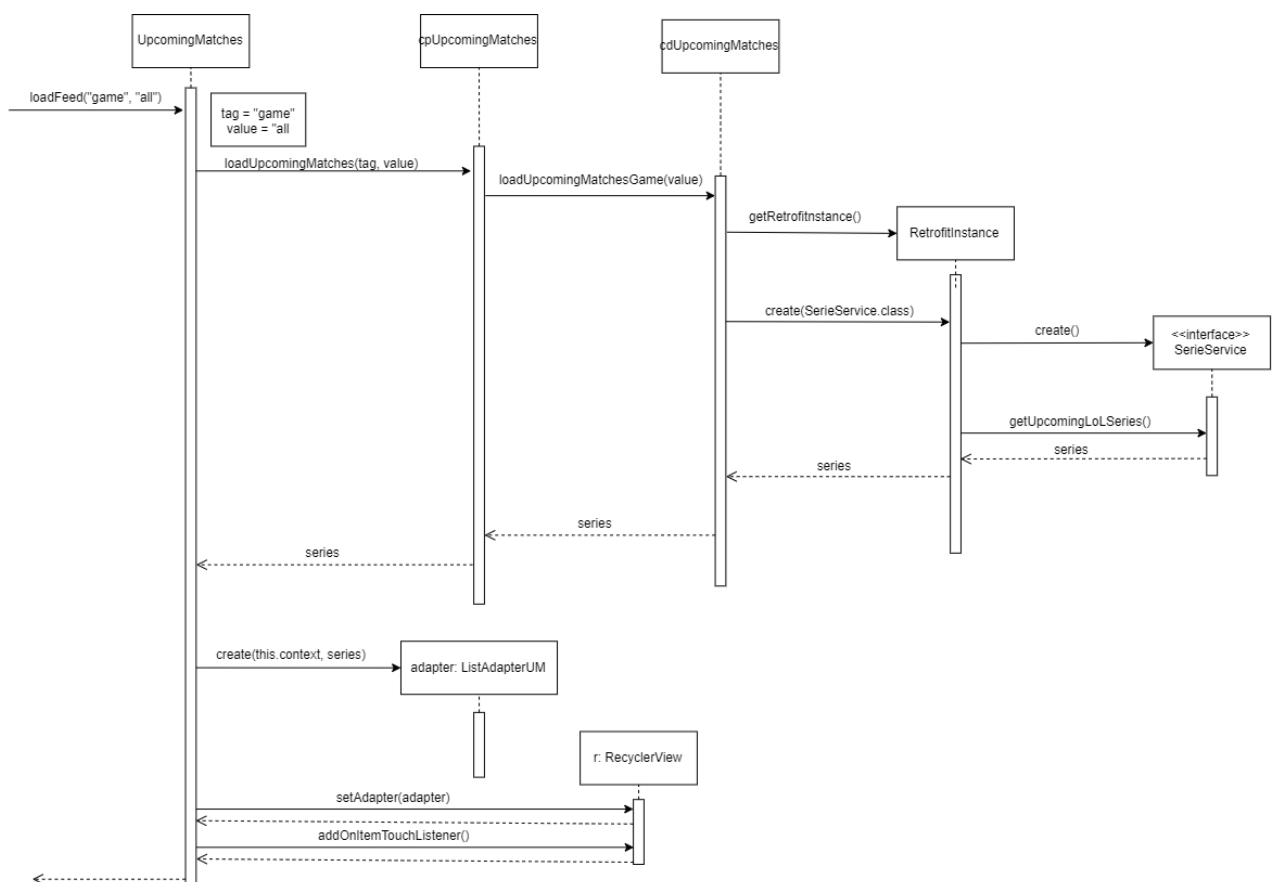 UpcomingMatches
cpUpcomingMatches
cdUpcomingMatches
loadFeed("game", "all")
tag = "game"
value = "all
loadUpcomingMatches(tag, value)
loadUpcomingMatchesGame(value)
getRetrofitnstance()
RetrofitInstance
create(SerieService.class)
create()
<<interface>>
SerieService
getUpcomingLoLSeries()
series
series
series
series
create(this.context, series)
adapter: ListAdapterUM
r: RecyclerView
setAdapter(adapter)
addOnItemTouchListener()